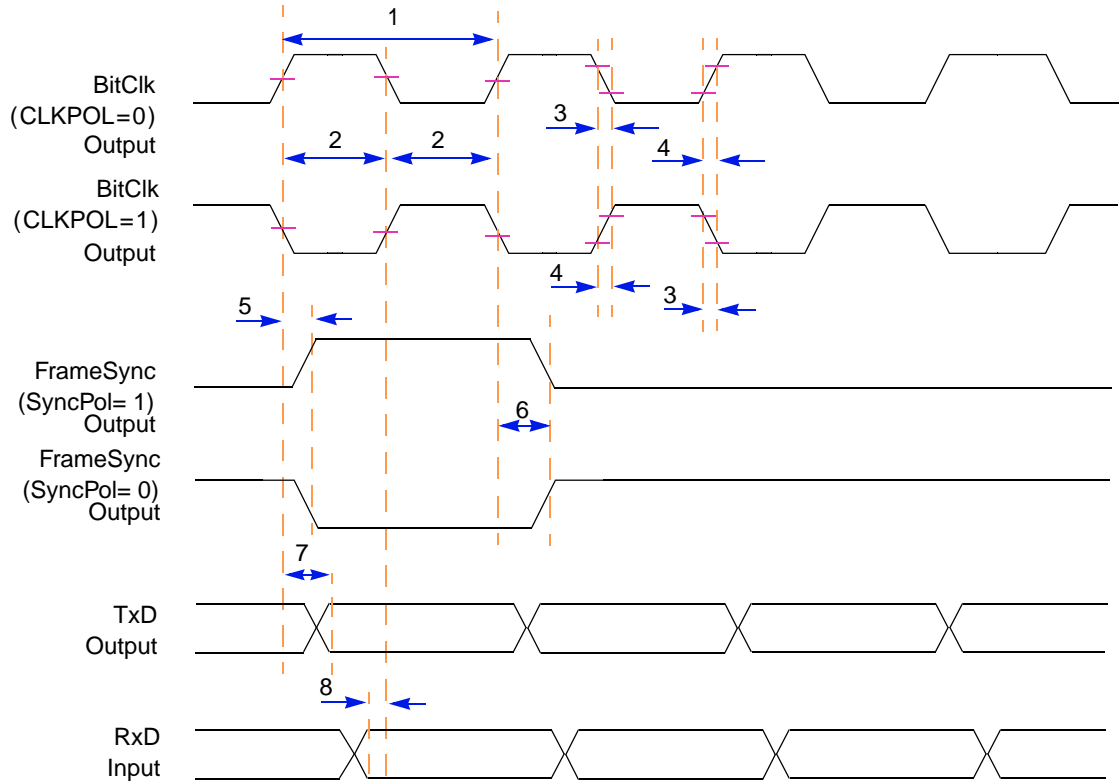 1
BitClk
(CLKPOL=0)
Output
3
2
2
4
BitClk
(CLKPOL=1)
Output
4
3
5
FrameSync
(SyncPol= 1)
Output
6
FrameSync
(SyncPol= 0)
Output
7
TxD
Output
8
RxD
Input